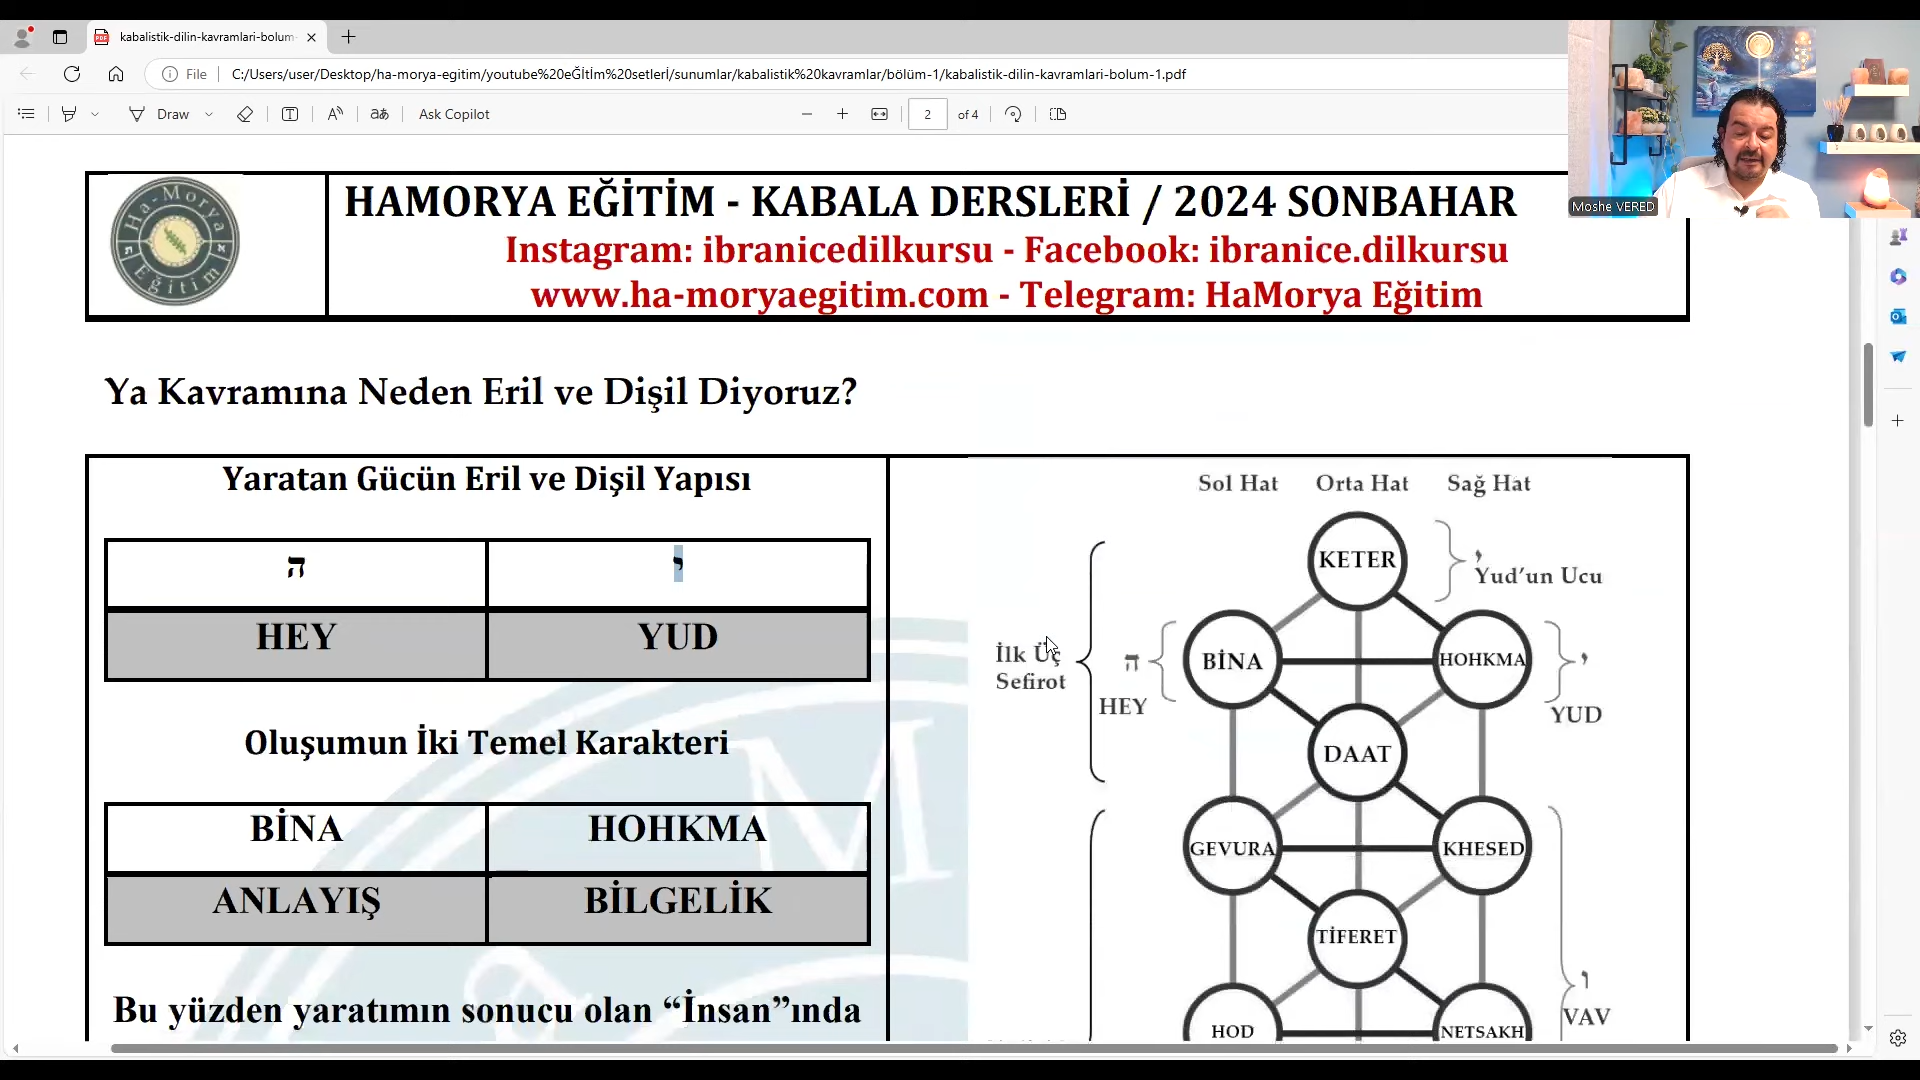 kabalistik-dilin-kavramlari-bolum-
File
C:/Users/user/Desktop/ha-morya-egitim/youtube%20eĞİTİm%20setlerİ/sunumlar/kabalistik%20kavramlar/bölüm-1/kabalistik-dilin-kavramlari-bolum-1.pdf
Draw
Ask Copilot
2 of 4
Moshe VERED
Ha-Morya
Eğitim
HAMORYA EĞİTİM - KABALA DERSLERİ / 2024 SONBAHAR
Instagram: ibranicedilkursu - Facebook: ibranice.dilkursu
www.ha-moryaegitim.com - Telegram: HaMorya Eğitim
Ya Kavramına Neden Eril ve Dişil Diyoruz?
Yaratan Gücün Eril ve Dişil Yapısı
ה י
HEY YUD
Oluşumun İki Temel Karakteri
BİNA HOHKMA
ANLAYIŞ BİLGELİK
Bu yüzden yaratımın sonucu olan “İnsan”ında
Sol Hat Orta Hat Sağ Hat
KETER
י
Yud’un Ucu
İlk Üç
Sefirot
ה
HEY
BİNA
HOHKMA
י
YUD
DAAT
GEVURA
KHESED
TİFERET
ו
VAV
HOD
NETSAKH